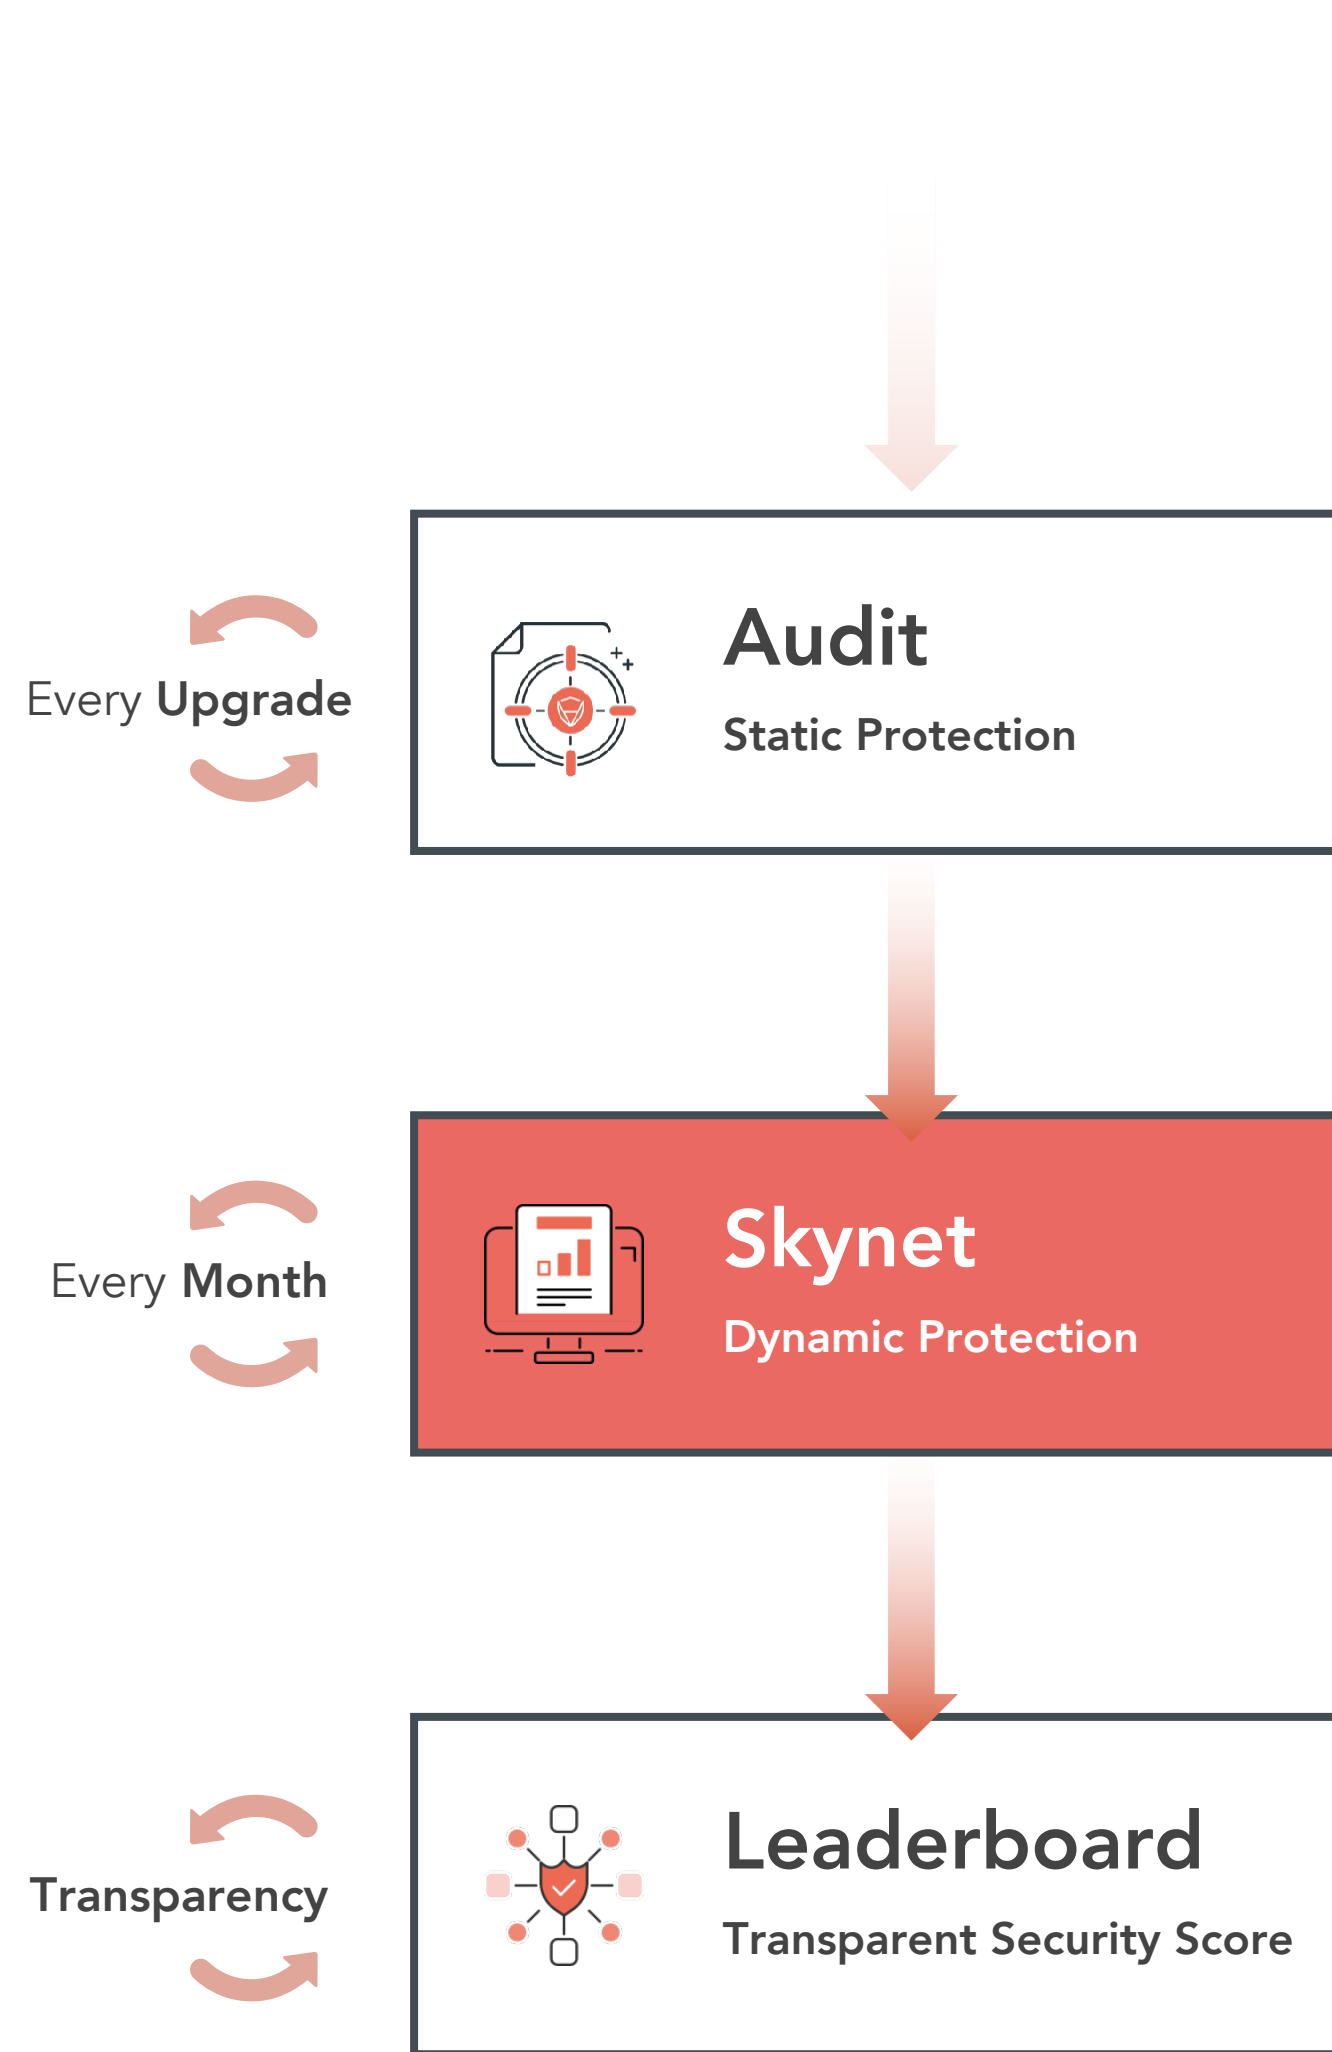 Audit
Every Upgrade
Static Protection
Skynet
Every Month
Dynamic Protection
Leaderboard
Transparency
Transparent Security Score